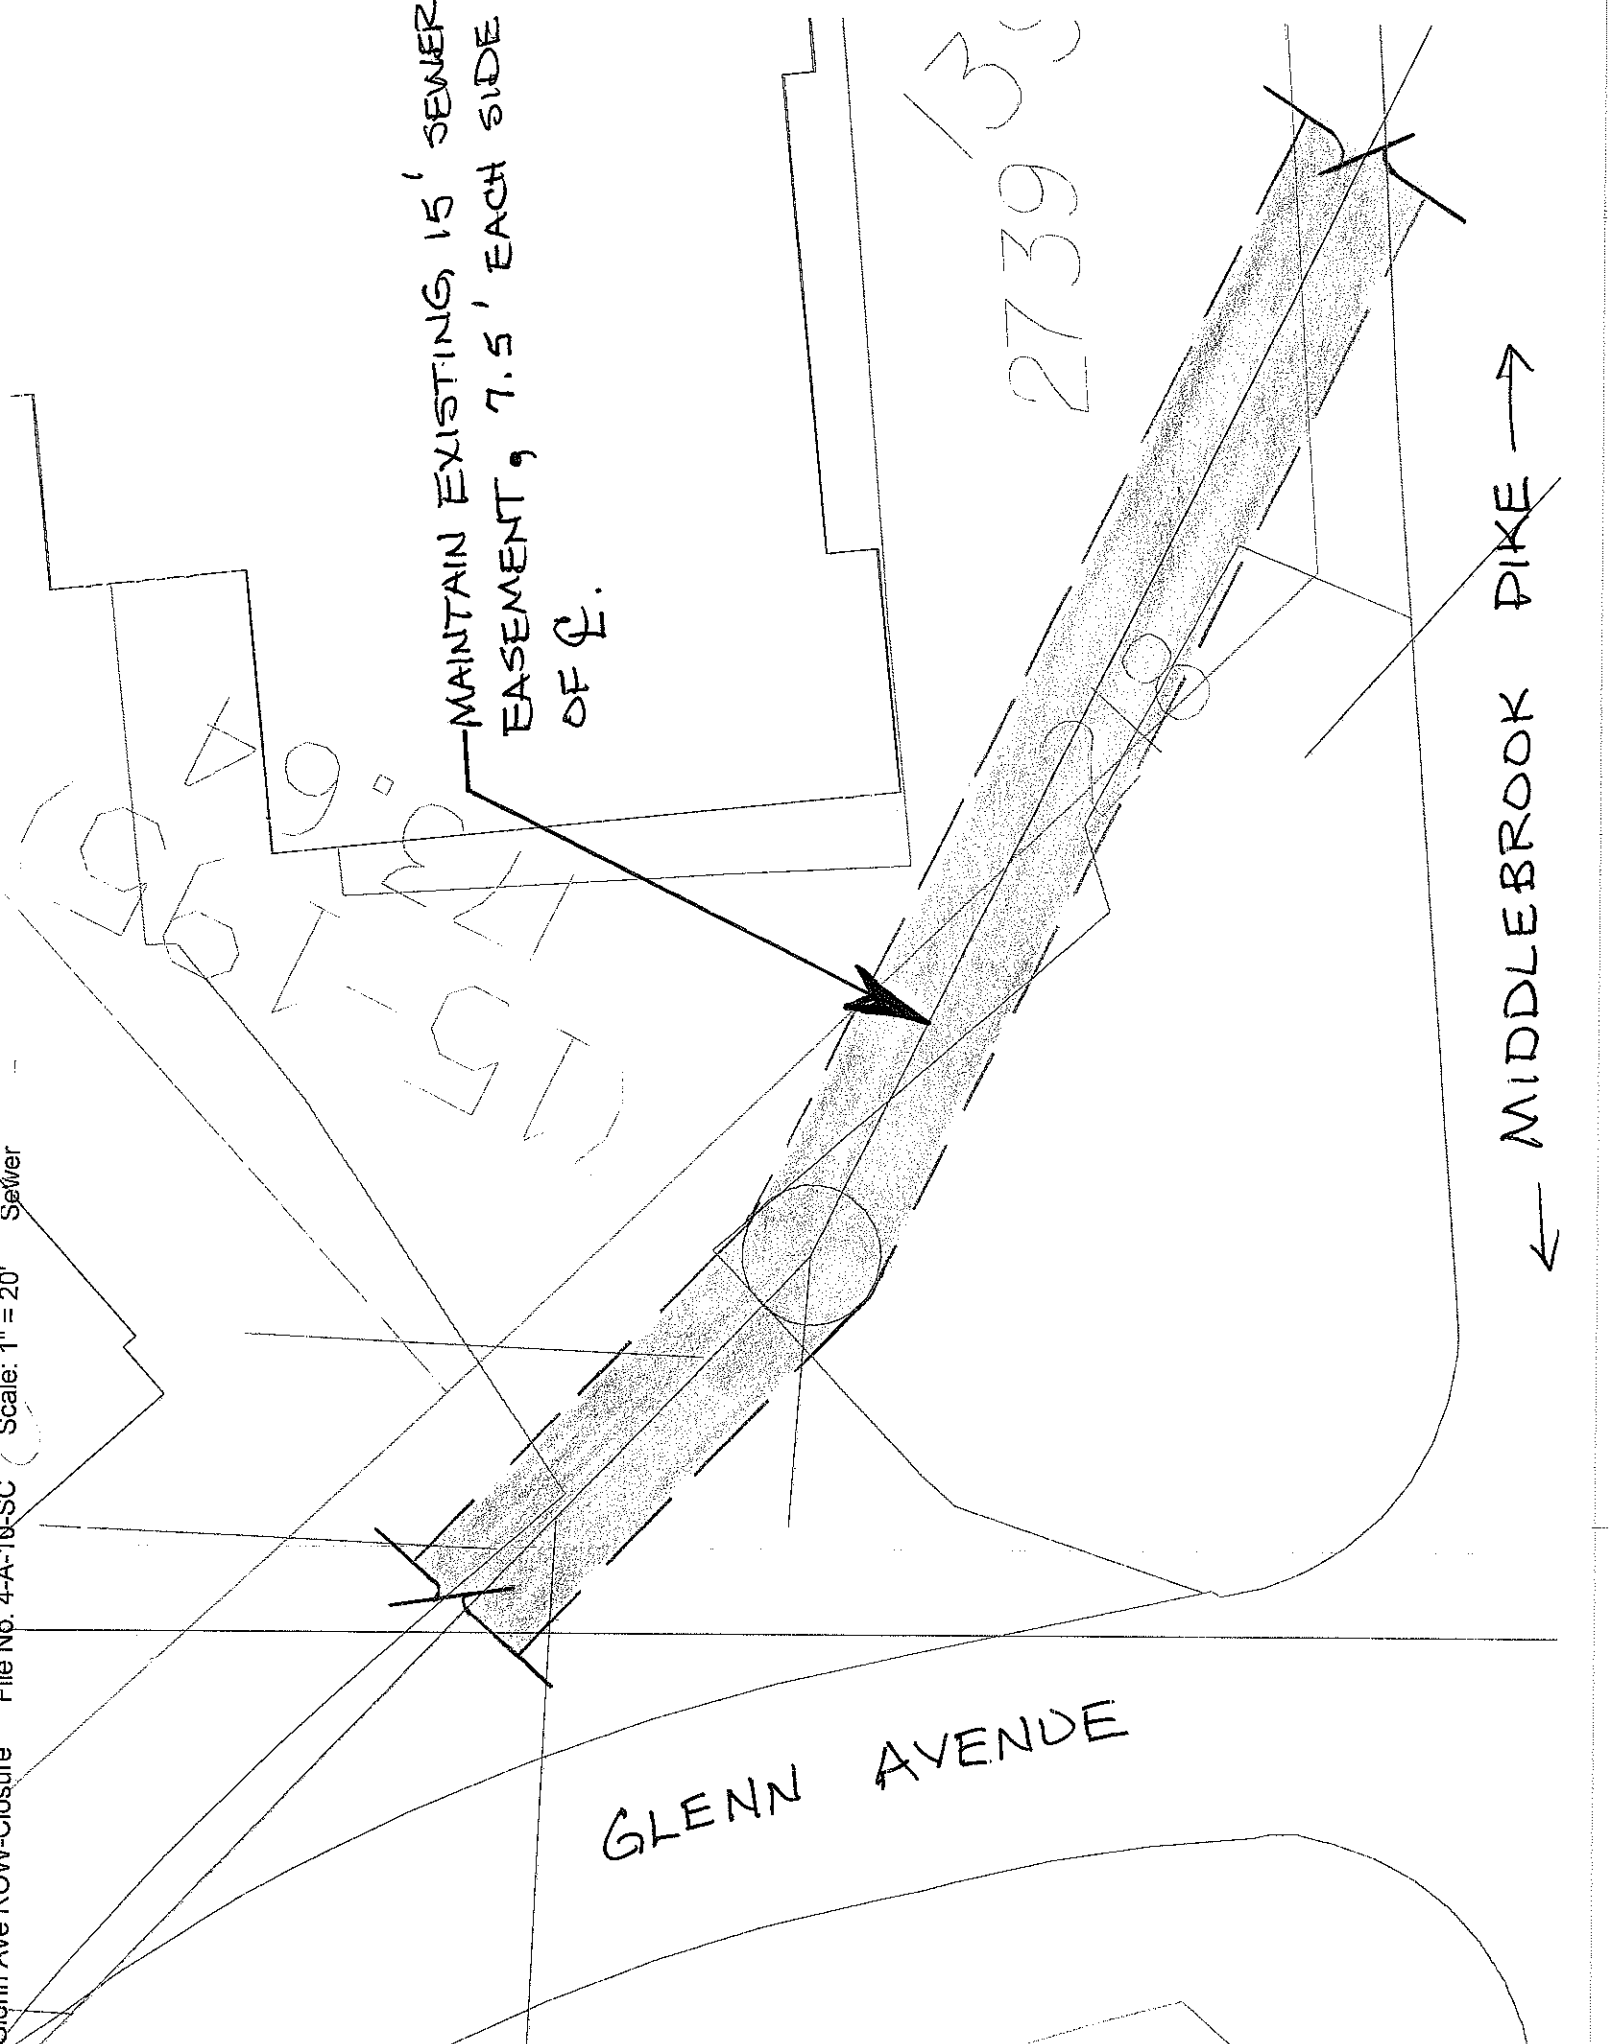 Glenn Ave ROW-Closure File No. 4-A-10-SC Scale: 1" = 20' Sewer
MAINTAIN EXISTING, 15' SEWER
EASEMENT, 7.5' EACH SIDE
OF ℄.
2739
GLENN AVENUE
← MIDDLEBROOK PIKE →